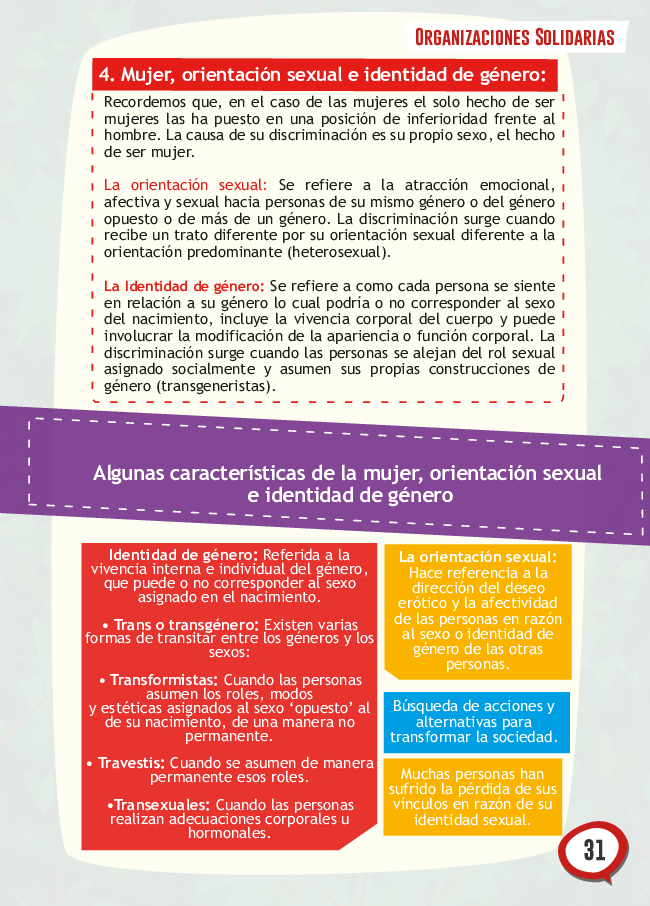 ORGANIZACIONES SOLIDARIAS
4. Mujer, orientación sexual e identidad de género:
Recordemos que, en el caso de las mujeres el solo hecho de ser
mujeres las ha puesto en una posición de inferioridad frente al
hombre. La causa de su discriminación es su propio sexo, el hecho
de ser mujer.
La orientación sexual: Se refiere a la atracción emocional,
afectiva y sexual hacia personas de su mismo género o del género
opuesto o de más de un género. La discriminación surge cuando
recibe un trato diferente por su orientación sexual diferente a la
orientación predominante (heterosexual).
La Identidad de género: Se refiere a como cada persona se siente
en relación a su género lo cual podría o no corresponder al sexo
del nacimiento, incluye la vivencia corporal del cuerpo y puede
involucrar la modificación de la apariencia o función corporal. La
discriminación surge cuando las personas se alejan del rol sexual
asignado socialmente y asumen sus propias construcciones de
género (transgeneristas).
Algunas características de la mujer, orientación sexual
e identidad de género
Identidad de género: Referida a la
vivencia interna e individual del género,
que puede o no corresponder al sexo
asignado en el nacimiento.
• Trans o transgénero: Existen varias
formas de transitar entre los géneros y los
sexos:
• Transformistas: Cuando las personas
asumen los roles, modos
y estéticas asignados al sexo ‘opuesto’ al
de su nacimiento, de una manera no
permanente.
• Travestis: Cuando se asumen de manera
permanente esos roles.
•Transexuales: Cuando las personas
realizan adecuaciones corporales u
hormonales.
La orientación sexual:
Hace referencia a la
dirección del deseo
erótico y la afectividad
de las personas en razón
al sexo o identidad de
género de las otras
personas.
Búsqueda de acciones y
alternativas para
transformar la sociedad.
Muchas personas han
sufrido la pérdida de sus
vínculos en razón de su
identidad sexual.
31